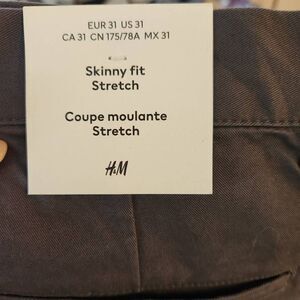 EUR 31 US 31
CA 31 CN 175/78A MX 31
Skinny fit
Stretch
Coupe moulante
Stretch
H&M